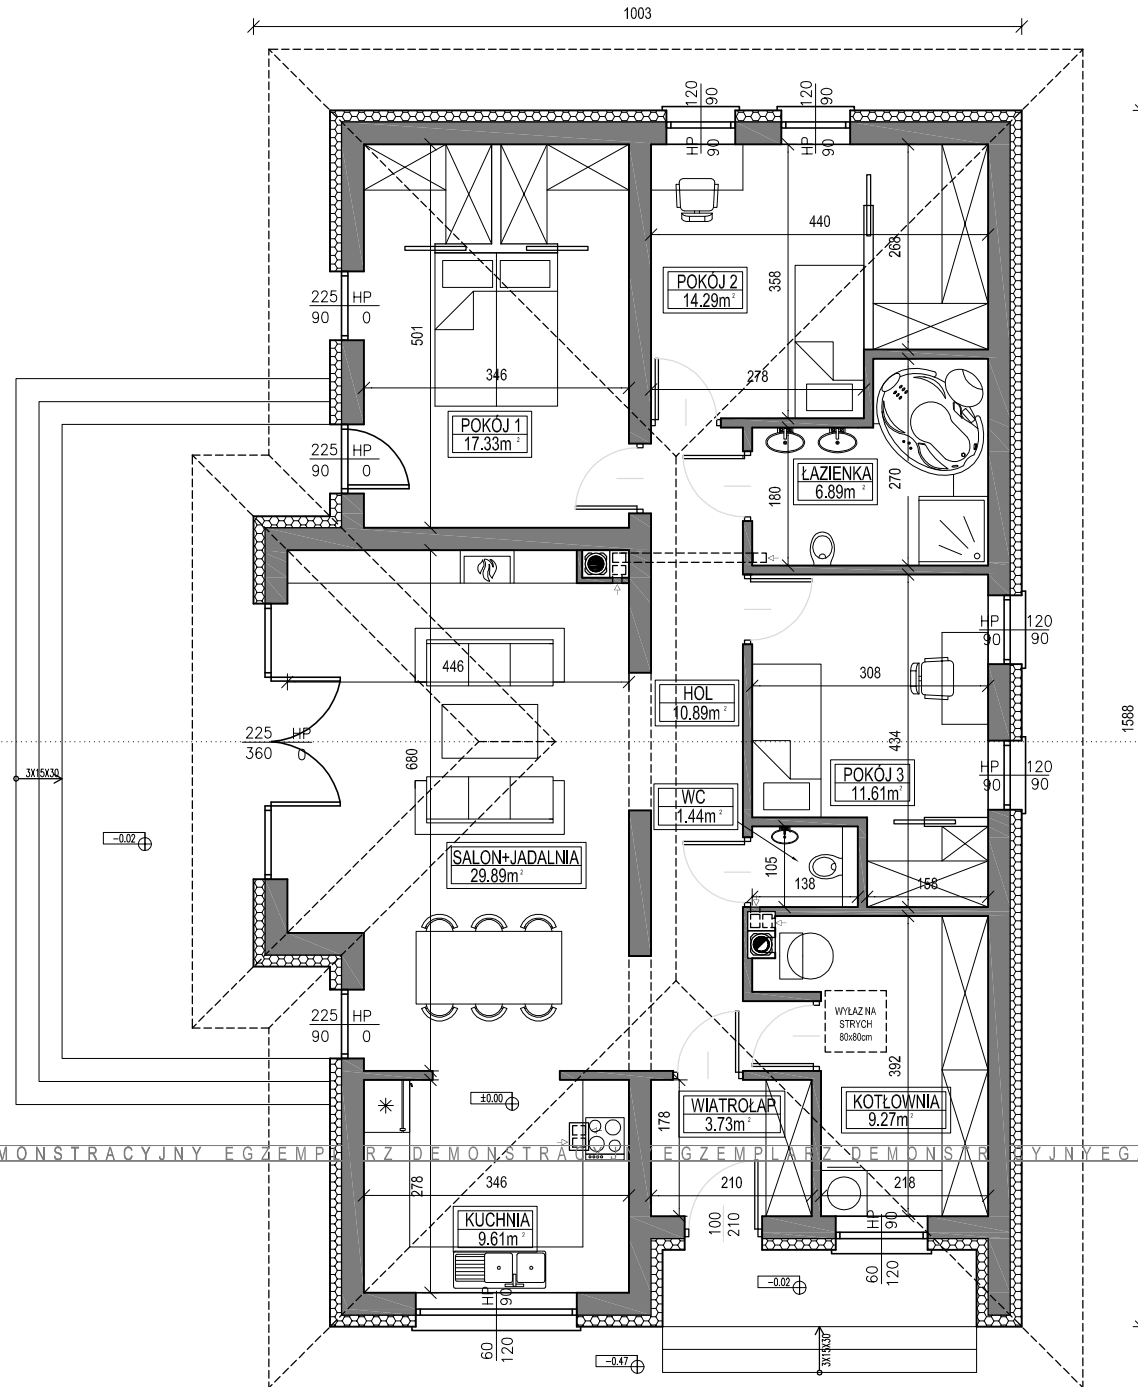 1003
120
90
HP
90
120
90
HP
90
440
268
358
POKÓJ 2
14.29m²
225
90
HP
0
501
346
278
POKÓJ 1
17.33m²
225
90
HP
0
ŁAZIENKA
6.89m²
180
270
446
HOL
10.89m²
308
HP
90
120
90
1588
225
360
HP
0
680
434
3X15X30
WC
1.44m²
POKÓJ 3
11.61m²
HP
90
120
90
-0.02
SALON+JADALNIA
29.89m²
105
138
158
225
90
HP
0
WYŁAZ NA
STRYCH
80x80cm
392
±0.00
178
WIATROŁAP
3.73m²
KOTŁOWNIA
9.27m²
MONSTRACYJNY EGZEMPLARZ DEMONSTRACYJNY EGZEMPLARZ DEMONSTRACYJNY EG
278
346
210
218
KUCHNIA
9.61m²
100
210
HP
90
60
120
HP
90
60
120
-0.02
3X15X30
-0.47